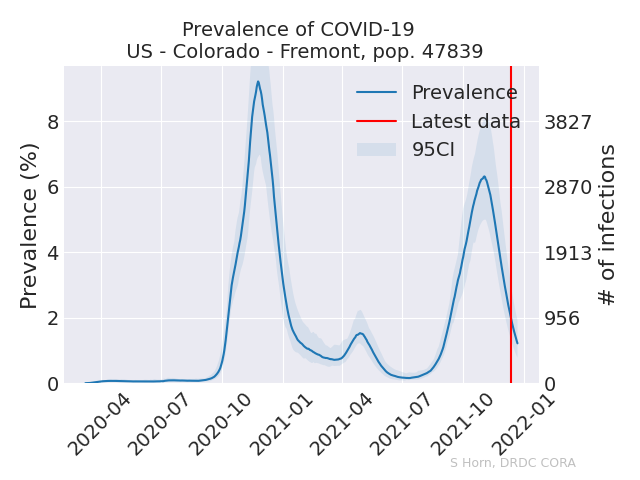 Prevalence of COVID-19
US - Colorado - Fremont, pop. 47839
Prevalence
Latest data
95CI
Prevalence (%)
8
6
4
2
0
3827
2870
1913
956
0
# of infections
2020-04
2020-07
2020-10
2021-01
2021-04
2021-07
2021-10
2022-01
S Horn, DRDC CORA